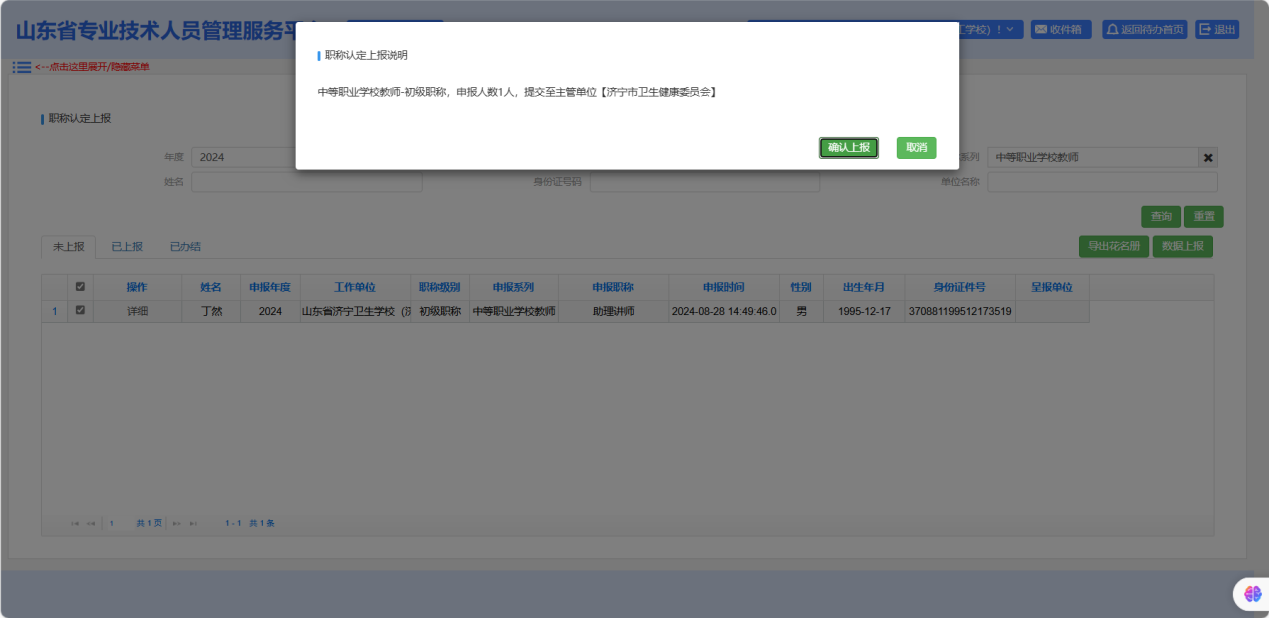 山东省专业技术人员管理服务平
工学校）！
收件箱
返回待办首页
退出
<--点击这里展开/隐藏菜单
职称认定上报说明
中等职业学校教师-初级职称，申报人数1人，提交至主管单位【济宁市卫生健康委员会】
确认上报 取消
职称认定上报
年度 2024 系列 中等职业学校教师
姓名 身份证号码 单位名称
查询 重置
未上报 已上报 已办结 导出花名册 数据上报
操作 姓名 申报年度 工作单位 职称级别 申报系列 申报职称 申报时间 性别 出生年月 身份证件号 呈报单位
1 详细 丁然 2024 山东省济宁卫生学校（济 初级职称 中等职业学校教师 助理讲师 2024-08-28 14:49:46.0 男 1995-12-17 370881199512173519
1 共 1 页 1 - 1 共 1 条